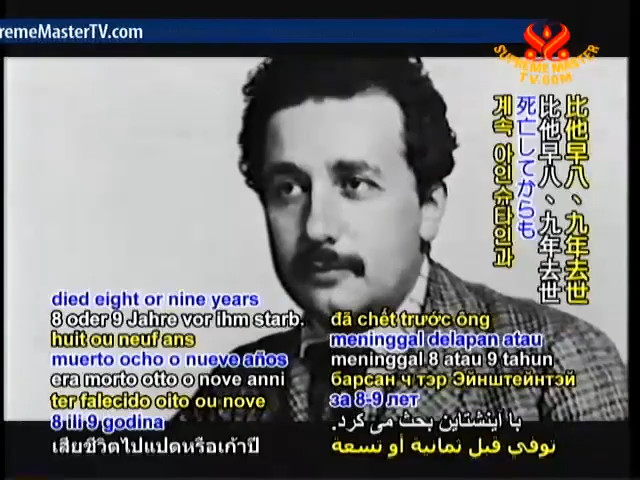 remeMasterTV.com
SUPREME MASTER
TV.COM
比他早八、九年去世
比他早八、九年去世
死亡してからも
계속 아인슈타인과
died eight or nine years
8 oder 9 Jahre vor ihm starb.
huit ou neuf ans
muerto ocho o nueve años
era morto otto o nove anni
ter falecido oito ou nove
8 ili 9 godina
เสียชีวิตไปแปดหรือเก้าปี
đã chết trước ông
meninggal delapan atau
meninggal 8 atau 9 tahun
барсан ч тэр Эйнштейнтэй
за 8-9 лет
با آینشتاین بحث می کرد.
توفي قبل ثمانية أو تسعة